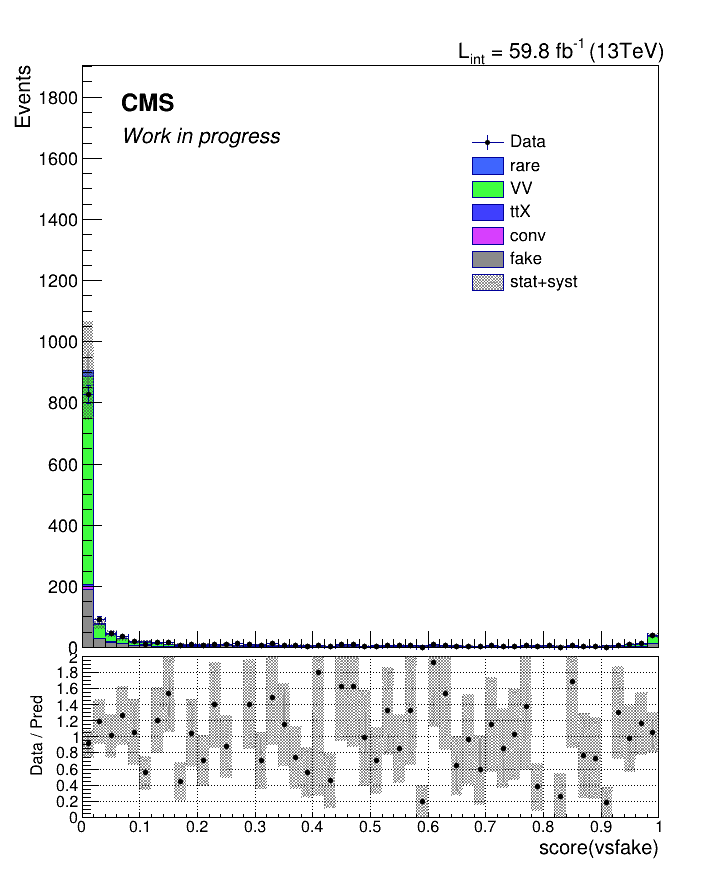 L_int = 59.8 fb^-1 (13TeV)
Events
CMS
Work in progress
Data
rare
VV
ttX
conv
fake
stat+syst
1800
1600
1400
1200
1000
800
600
400
200
0
Data / Pred
2
1.8
1.6
1.4
1.2
1
0.8
0.6
0.4
0.2
0
0 0.1 0.2 0.3 0.4 0.5 0.6 0.7 0.8 0.9 1
score(vsfake)